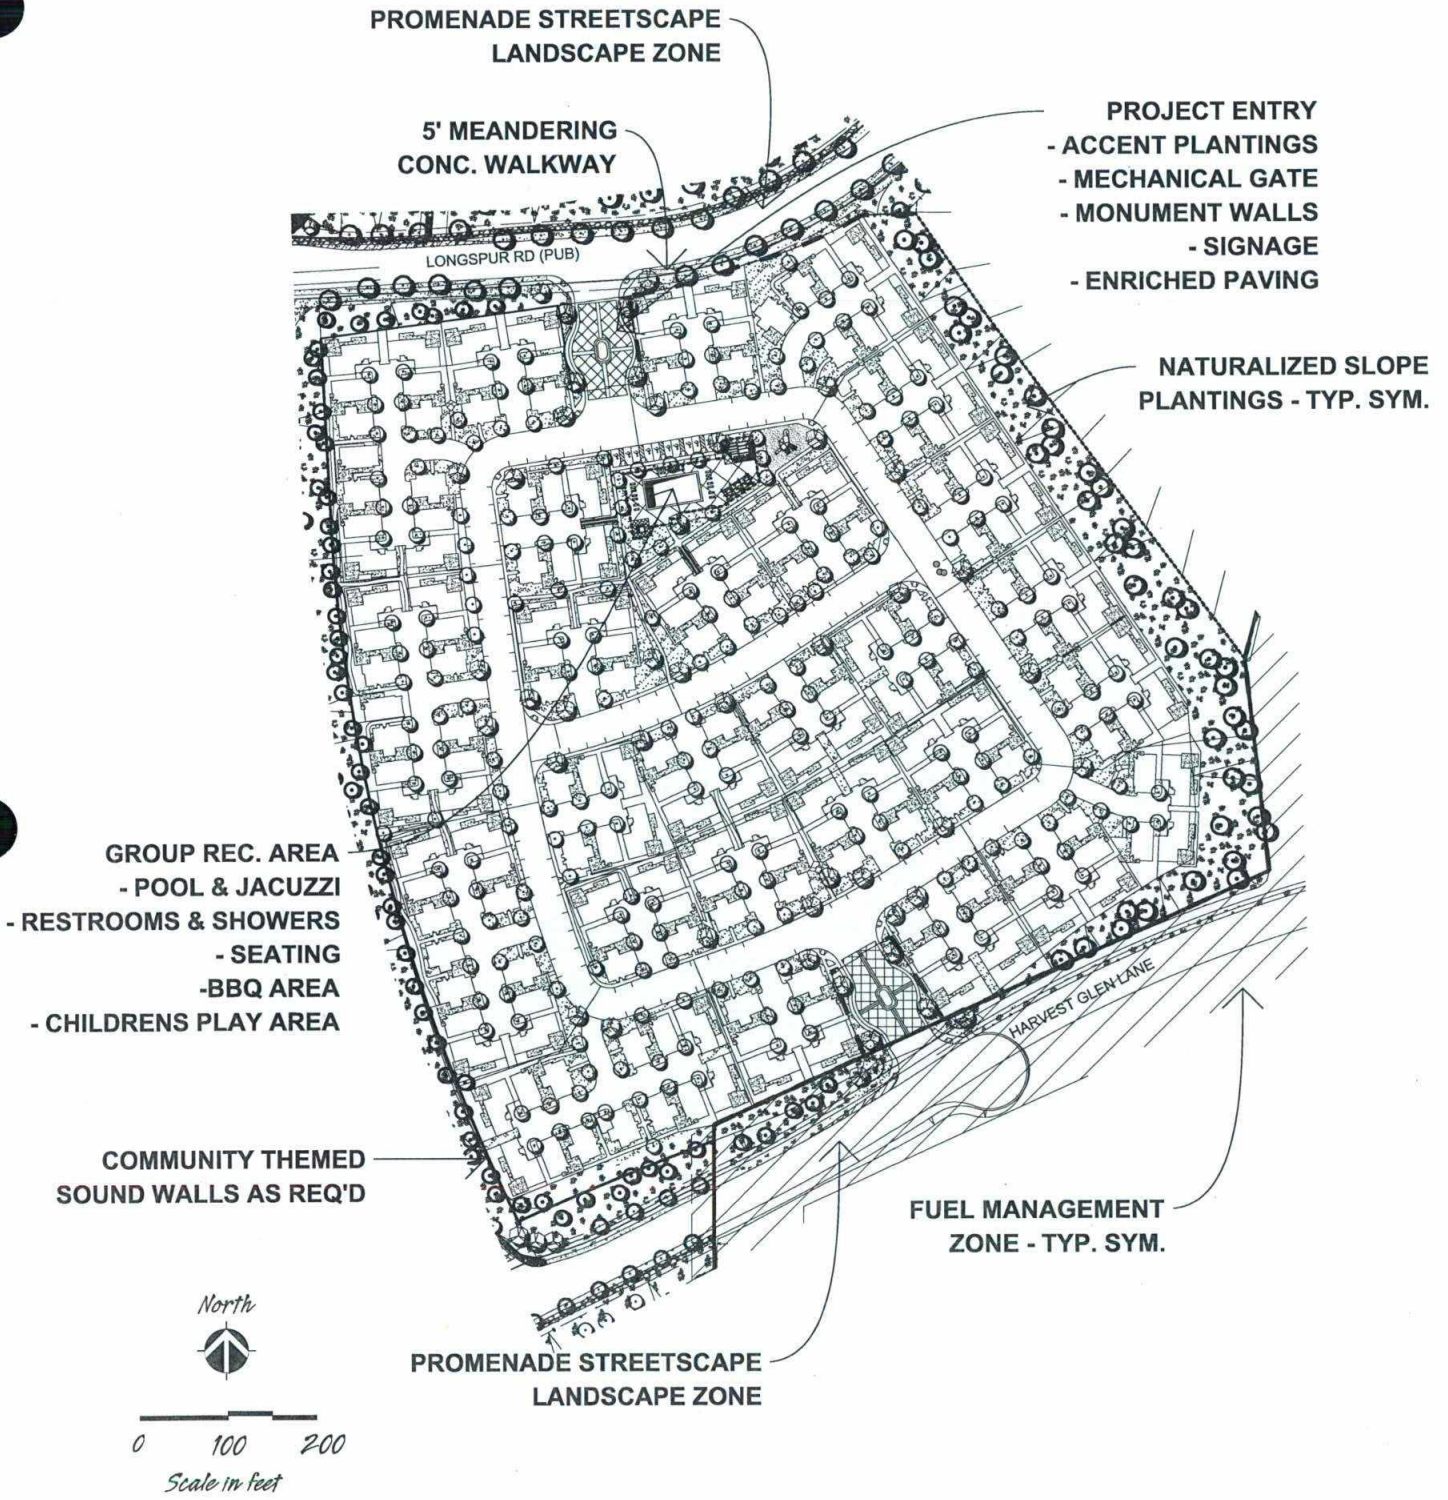 PROMENADE STREETSCAPE
LANDSCAPE ZONE
5' MEANDERING
CONC. WALKWAY
PROJECT ENTRY
- ACCENT PLANTINGS
- MECHANICAL GATE
- MONUMENT WALLS
- SIGNAGE
- ENRICHED PAVING
LONGSPUR RD (PUB)
NATURALIZED SLOPE
PLANTINGS - TYP. SYM.
GROUP REC. AREA
- POOL & JACUZZI
- RESTROOMS & SHOWERS
- SEATING
-BBQ AREA
- CHILDRENS PLAY AREA
HARVEST GLEN LANE
COMMUNITY THEMED
SOUND WALLS AS REQ'D
FUEL MANAGEMENT
ZONE - TYP. SYM.
PROMENADE STREETSCAPE
LANDSCAPE ZONE
North
0 100 200
Scale in feet